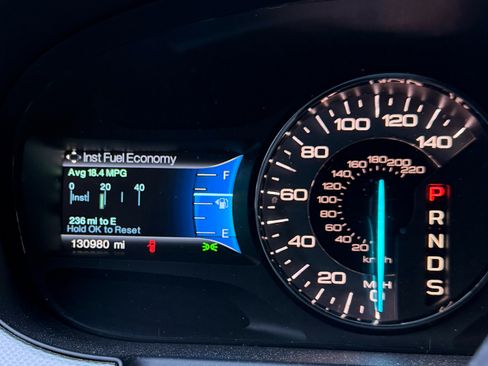 Inst Fuel Economy
Avg 18.4 MPG
0 20 40
Inst
236 mi to E
Hold OK to Reset
130980 mi
F
E
0
20
40
60
80
100
120
140
MPH
20
40
60
80
100
120
140
160
180
200
220
km/h
P
R
N
D
S